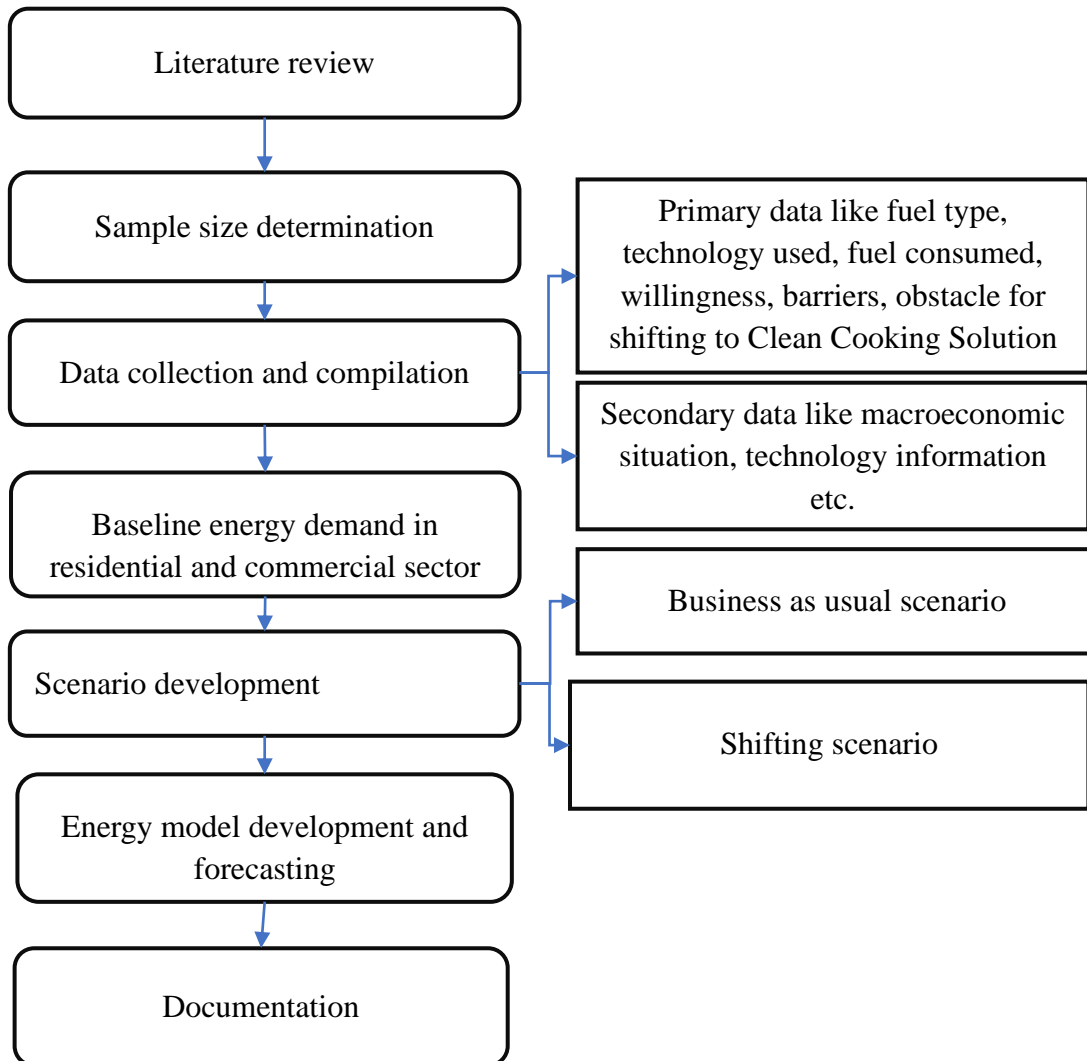 Literature review
Sample size determination
Data collection and compilation
Primary data like fuel type,
technology used, fuel consumed,
willingness, barriers, obstacle for
shifting to Clean Cooking Solution
Secondary data like macroeconomic
situation, technology information
etc.
Baseline energy demand in
residential and commercial sector
Scenario development
Business as usual scenario
Shifting scenario
Energy model development and
forecasting
Documentation